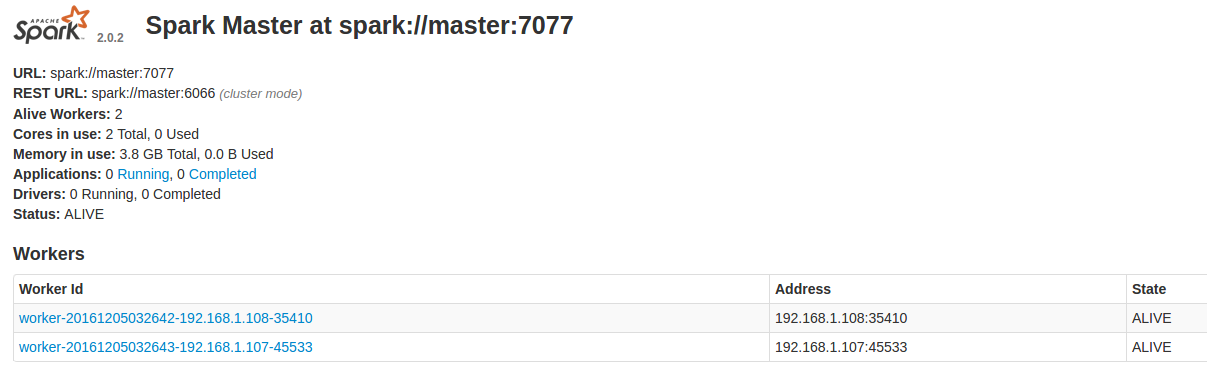 APACHE
Spark 2.0.2 Spark Master at spark://master:7077
URL: spark://master:7077
REST URL: spark://master:6066 (cluster mode)
Alive Workers: 2
Cores in use: 2 Total, 0 Used
Memory in use: 3.8 GB Total, 0.0 B Used
Applications: 0 Running, 0 Completed
Drivers: 0 Running, 0 Completed
Status: ALIVE
Workers
Worker Id Address State
worker-20161205032642-192.168.1.108-35410 192.168.1.108:35410 ALIVE
worker-20161205032643-192.168.1.107-45533 192.168.1.107:45533 ALIVE